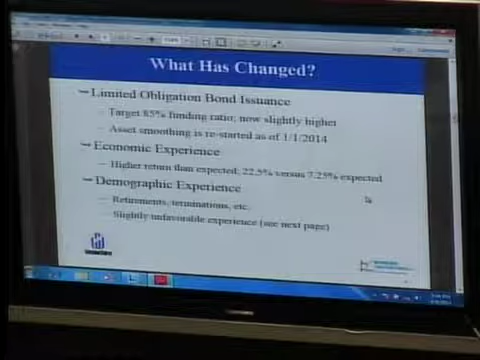 What Has Changed?
Limited Obligation Bond Issuance
– Target 85% funding ratio; now slightly higher
– Asset smoothing is re-started as of 1/1/2014
Economic Experience
– Higher return than expected; 22.5% versus 7.25% expected
Demographic Experience
– Retirements, terminations, etc.
– Slightly unfavorable experience (see next page)